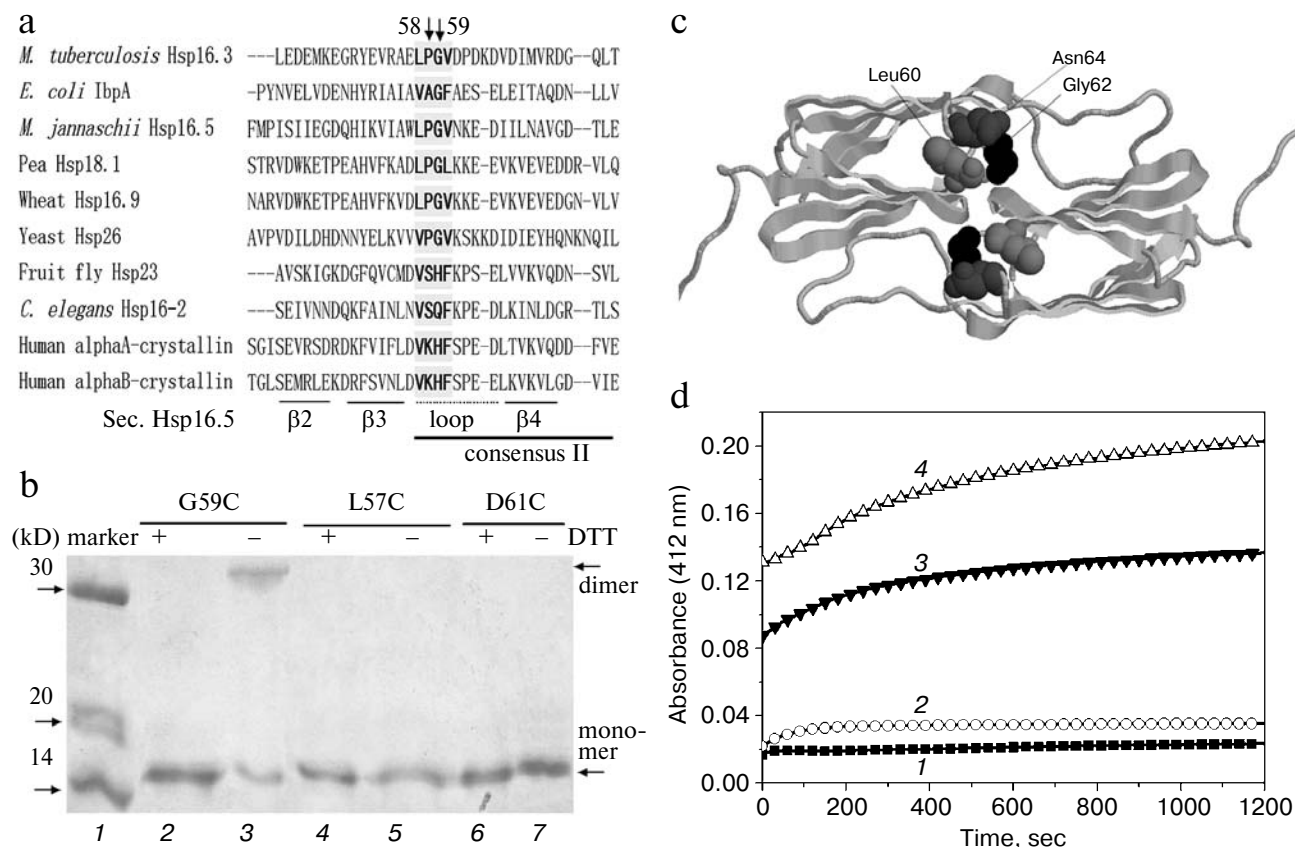 a
58 59
M. tuberculosis Hsp16.3 ---LEDEMKEGRYEVRAELPGVDPDKDVDIMVRDG--QLT
E. coli IbpA -PYNVELVDENHYRIAIAVAGFAES-ELEITAQDN--LLV
M. jannaschii Hsp16.5 FMPISIIEGDQHIKVIAWLPGVNKE-DIILNAVGD--TLE
Pea Hsp18.1 STRVDWKETPEAHVFKADLPGLKKE-EVKVEVEDDR-VLQ
Wheat Hsp16.9 NARVDWKETPEAHVFKADLPGVKKE-EVKVEVEDGN-VLV
Yeast Hsp26 AVPVDILDHDNNYELKVVVPGVKSKKDIDIEYHQNKNQIL
Fruit fly Hsp23 ---AVSKIGKDGFQVCMDVSHFKPS-ELVVKVQDN--SVL
C. elegans Hsp16-2 ---SEIVNNDQKFAINLNVSQFKPE-DLKINLDGR--TLS
Human alphaA-crystallin SGISEVRSDRDKFVIFLDVKHFSPE-DLTVKVQDD--FVE
Human alphaB-crystallin TGLSEMRLEKDRFSVNLDVKHFSPE-ELKVKVLGD--VIE
Sec. Hsp16.5 β2 β3 loop β4
consensus II
b
G59C L57C D61C
(kD) marker + – + – + – DTT
30
dimer
20
mono-
mer
14
1 2 3 4 5 6 7
c
Asn64
Leu60
Gly62
d
0.20
4
0.16
3
0.12
0.08
2
0.04
1
0.00
0 200 400 600 800 1000 1200
Time, sec
Absorbance (412 nm)